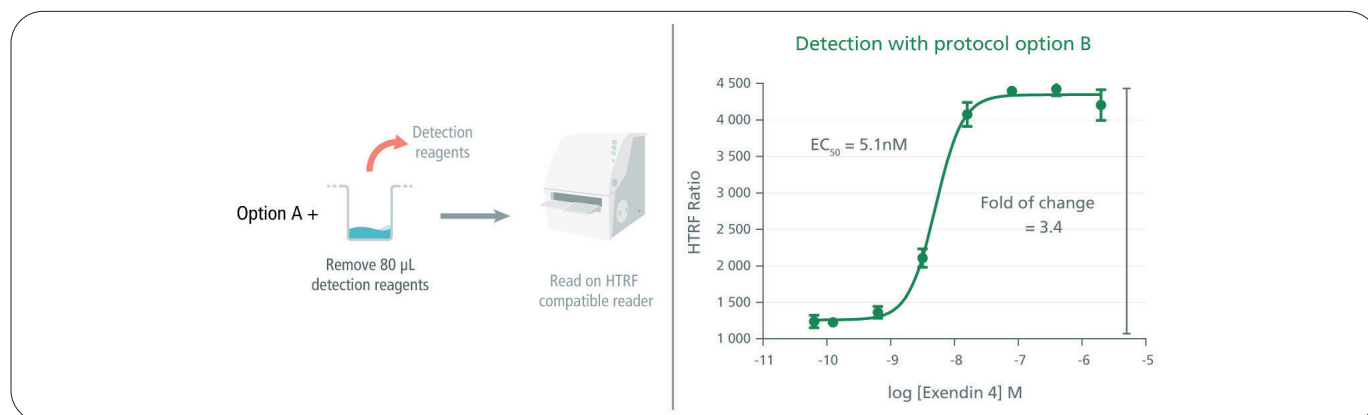 Detection
reagents
Option A +
Remove 80 µL
detection reagents
Read on HTRF
compatible reader
Detection with protocol option B
HTRF Ratio
4 500
4 000
3 500
3 000
2 500
2 000
1 500
1 000
EC50 = 5.1nM
Fold of change
= 3.4
-11 -10 -9 -8 -7 -6 -5
log [Exendin 4] M